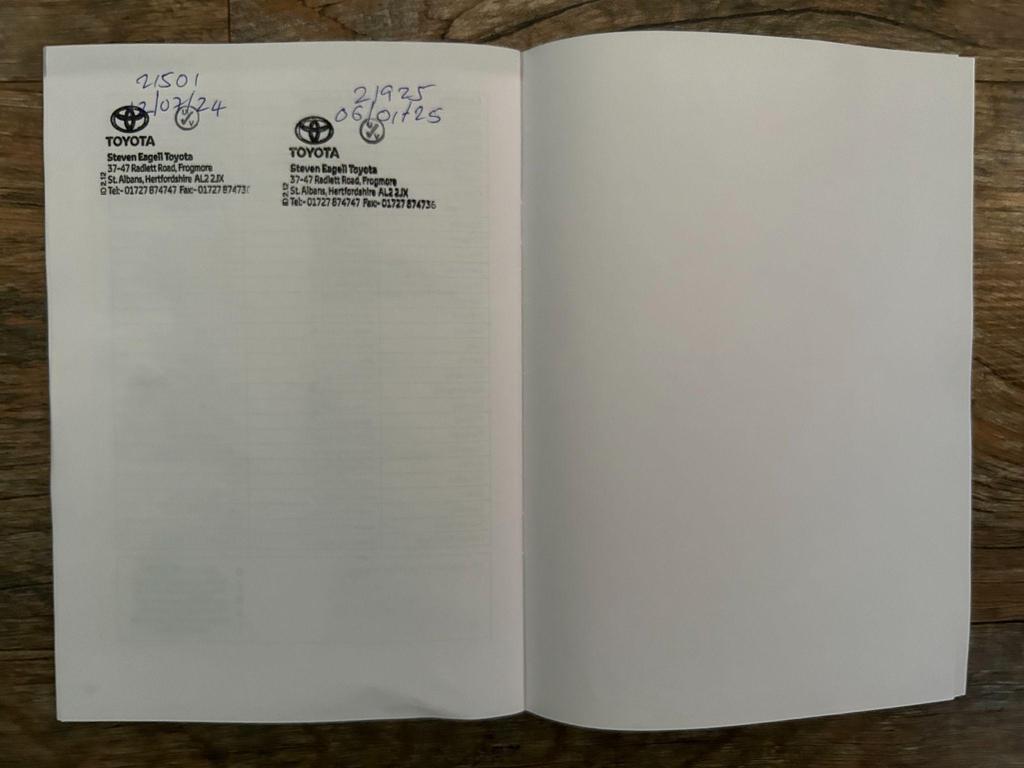 21501
12/07/24
TOYOTA
Steven Eagell Toyota
37-47 Radlett Road, Frogmore
St. Albans, Hertfordshire AL2 2JX
Tel:- 01727 874747 Fax:- 01727 87473
21925
06/01/25
TOYOTA
Steven Eagell Toyota
37-47 Radlett Road, Frogmore
St. Albans, Hertfordshire AL2 2JX
Tel:- 01727 874747 Fax:- 01727 874736